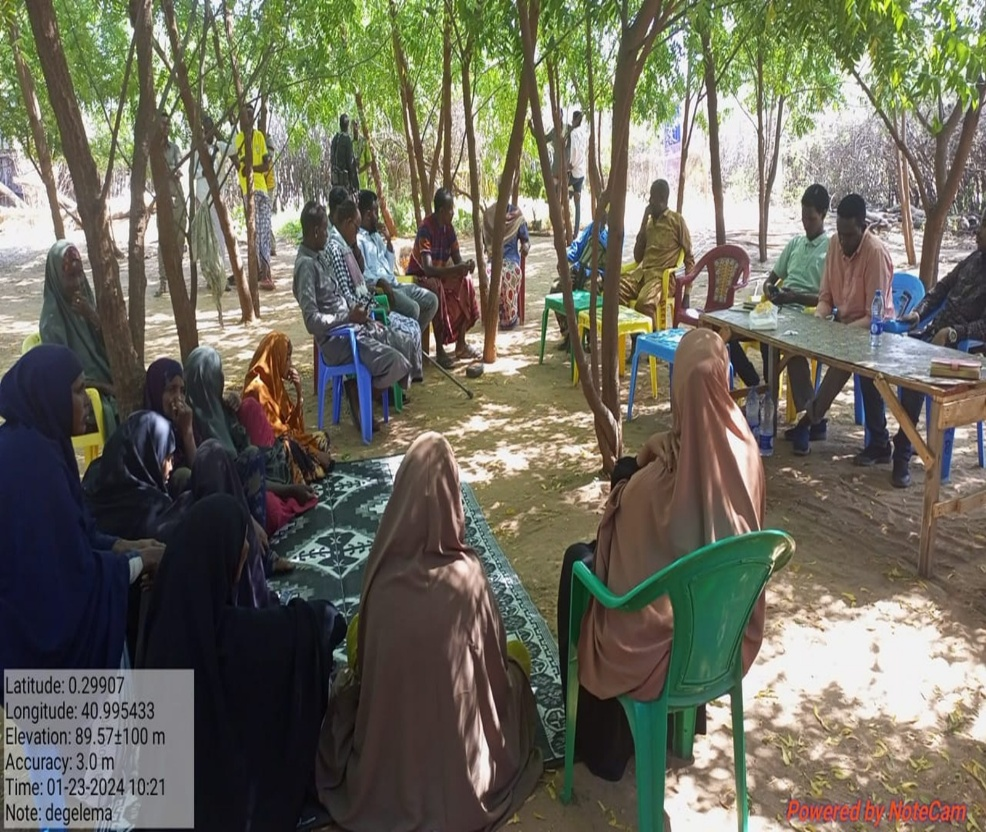 Latitude: 0.29907
Longitude: 40.995433
Elevation: 89.57±100 m
Accuracy: 3.0 m
Time: 01-23-2024 10:21
Note: degelema
Powered by NoteCam